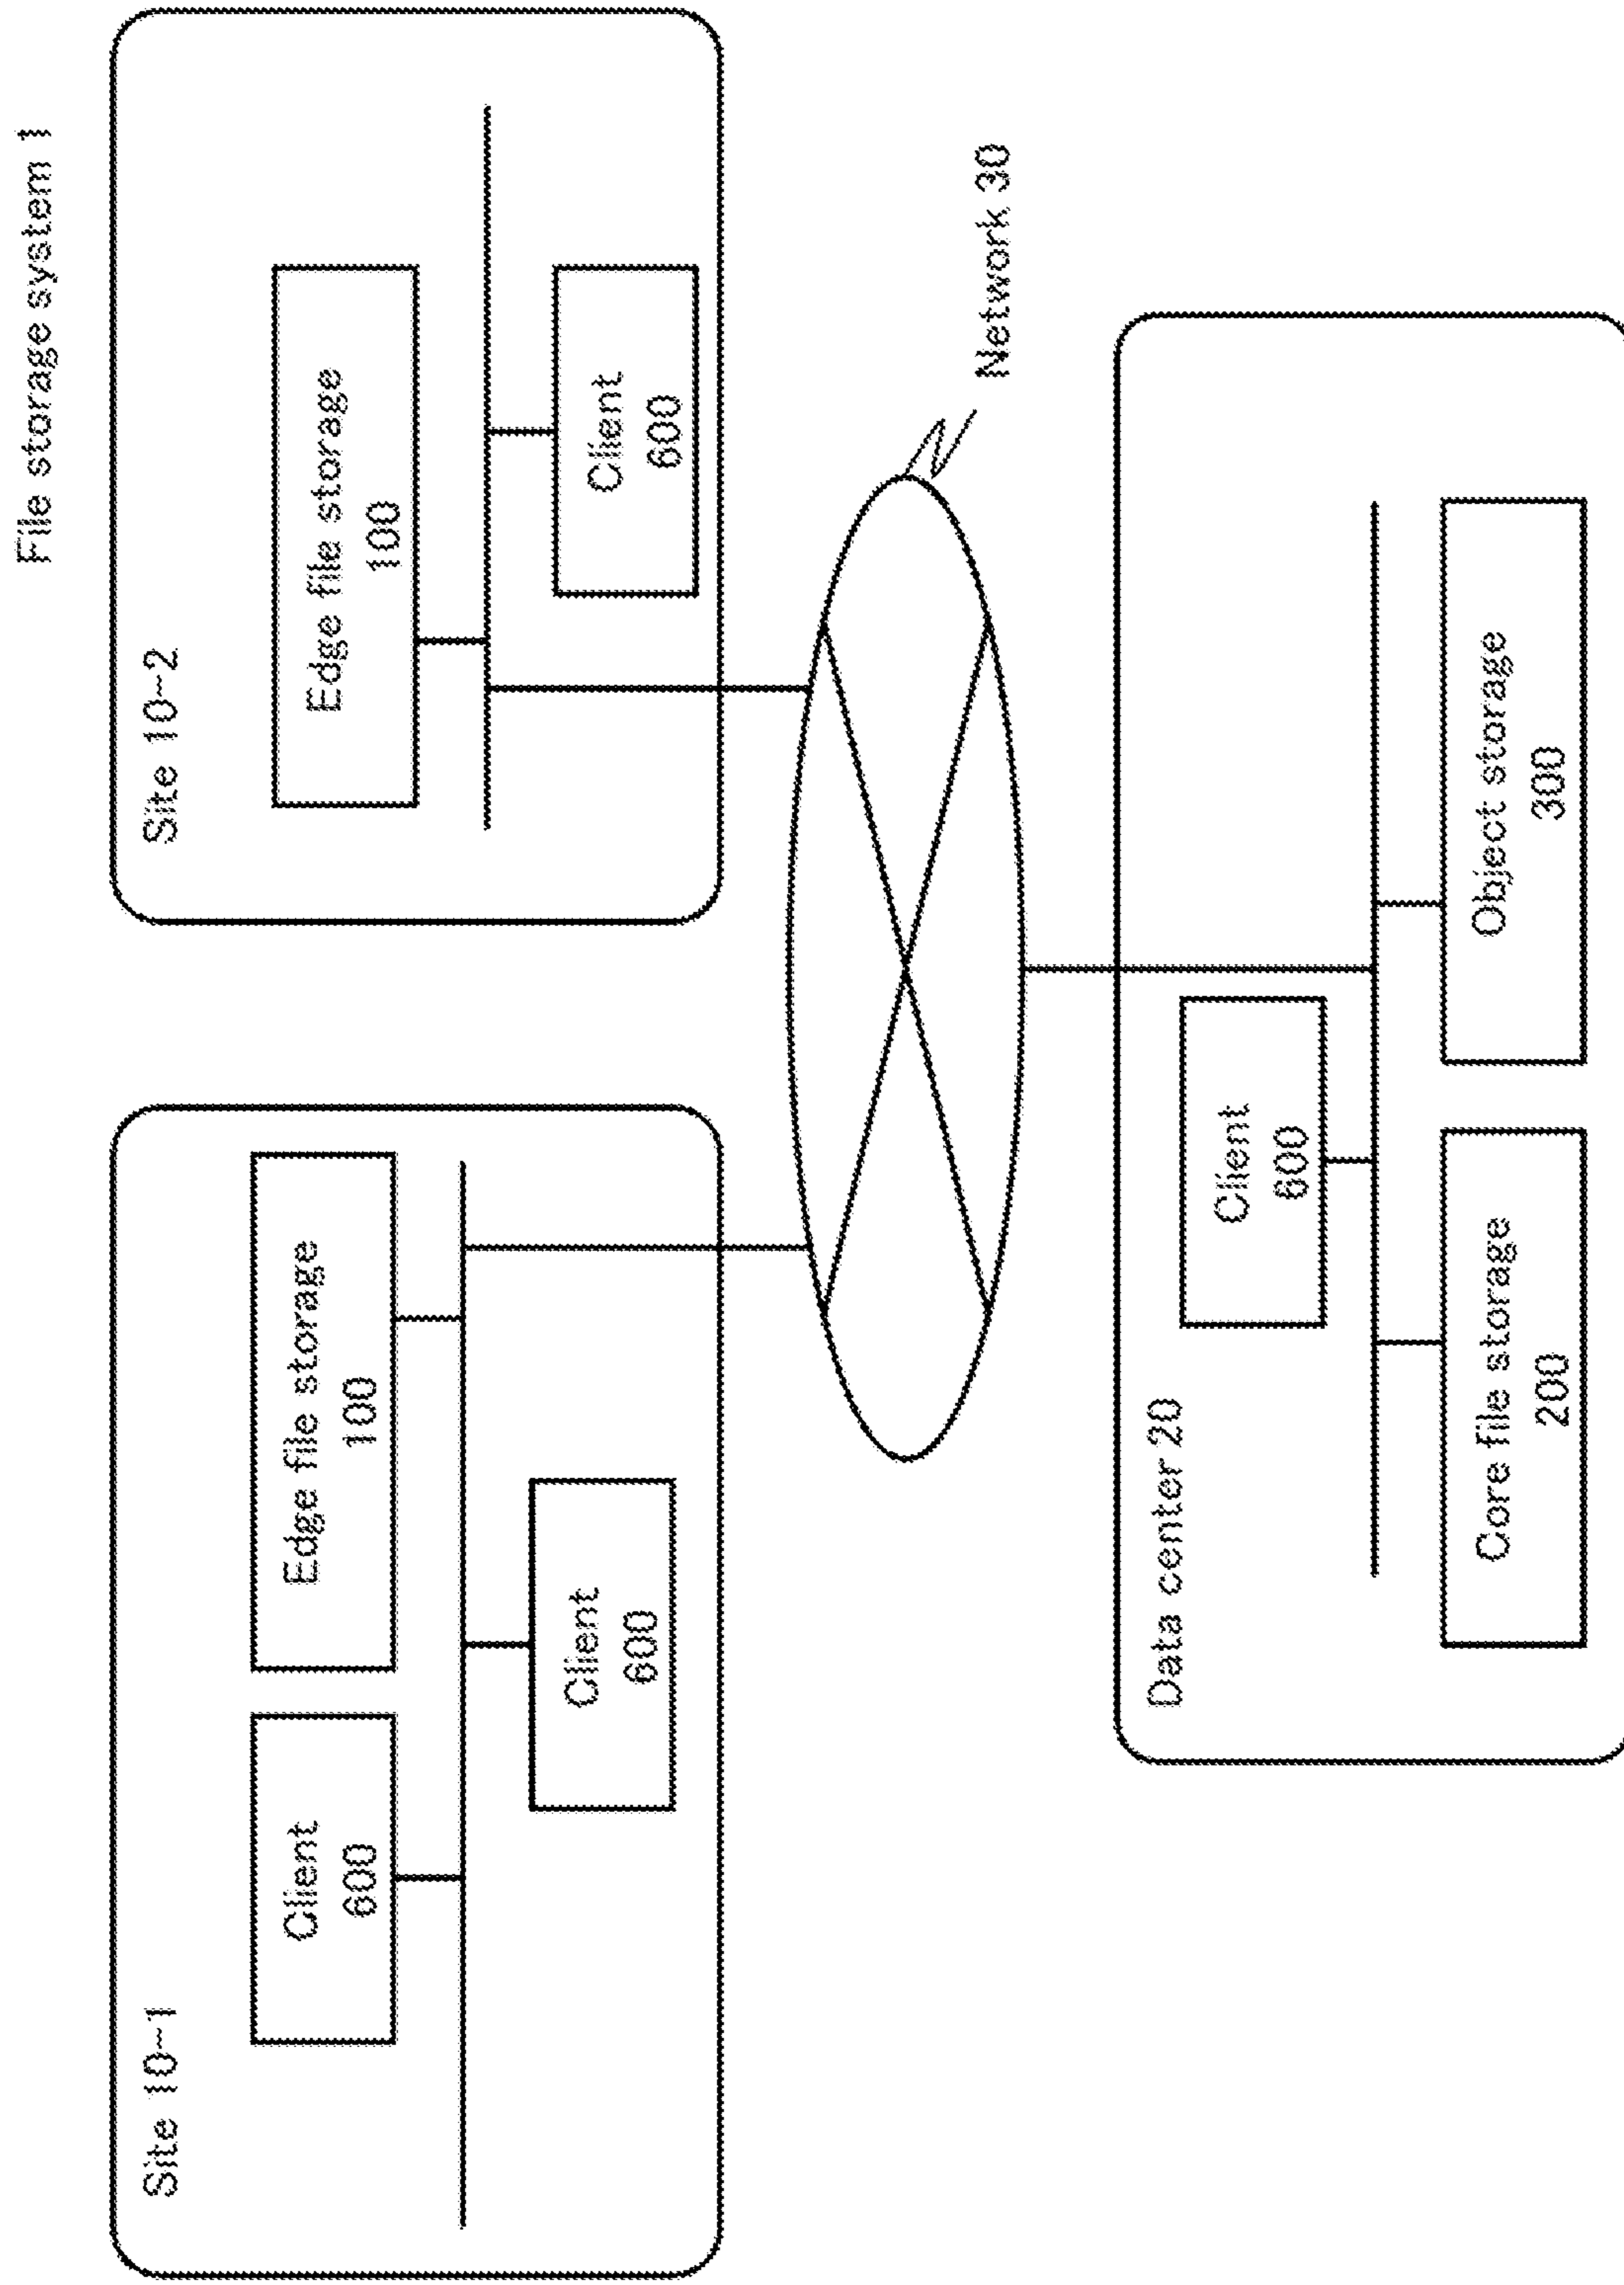 File storage system 1
Site 10-1
Client
600
Edge file storage
100
Client
600
Site 10-2
Edge file storage
100
Client
600
Network 30
Data center 20
Client
600
Core file storage
200
Object storage
300